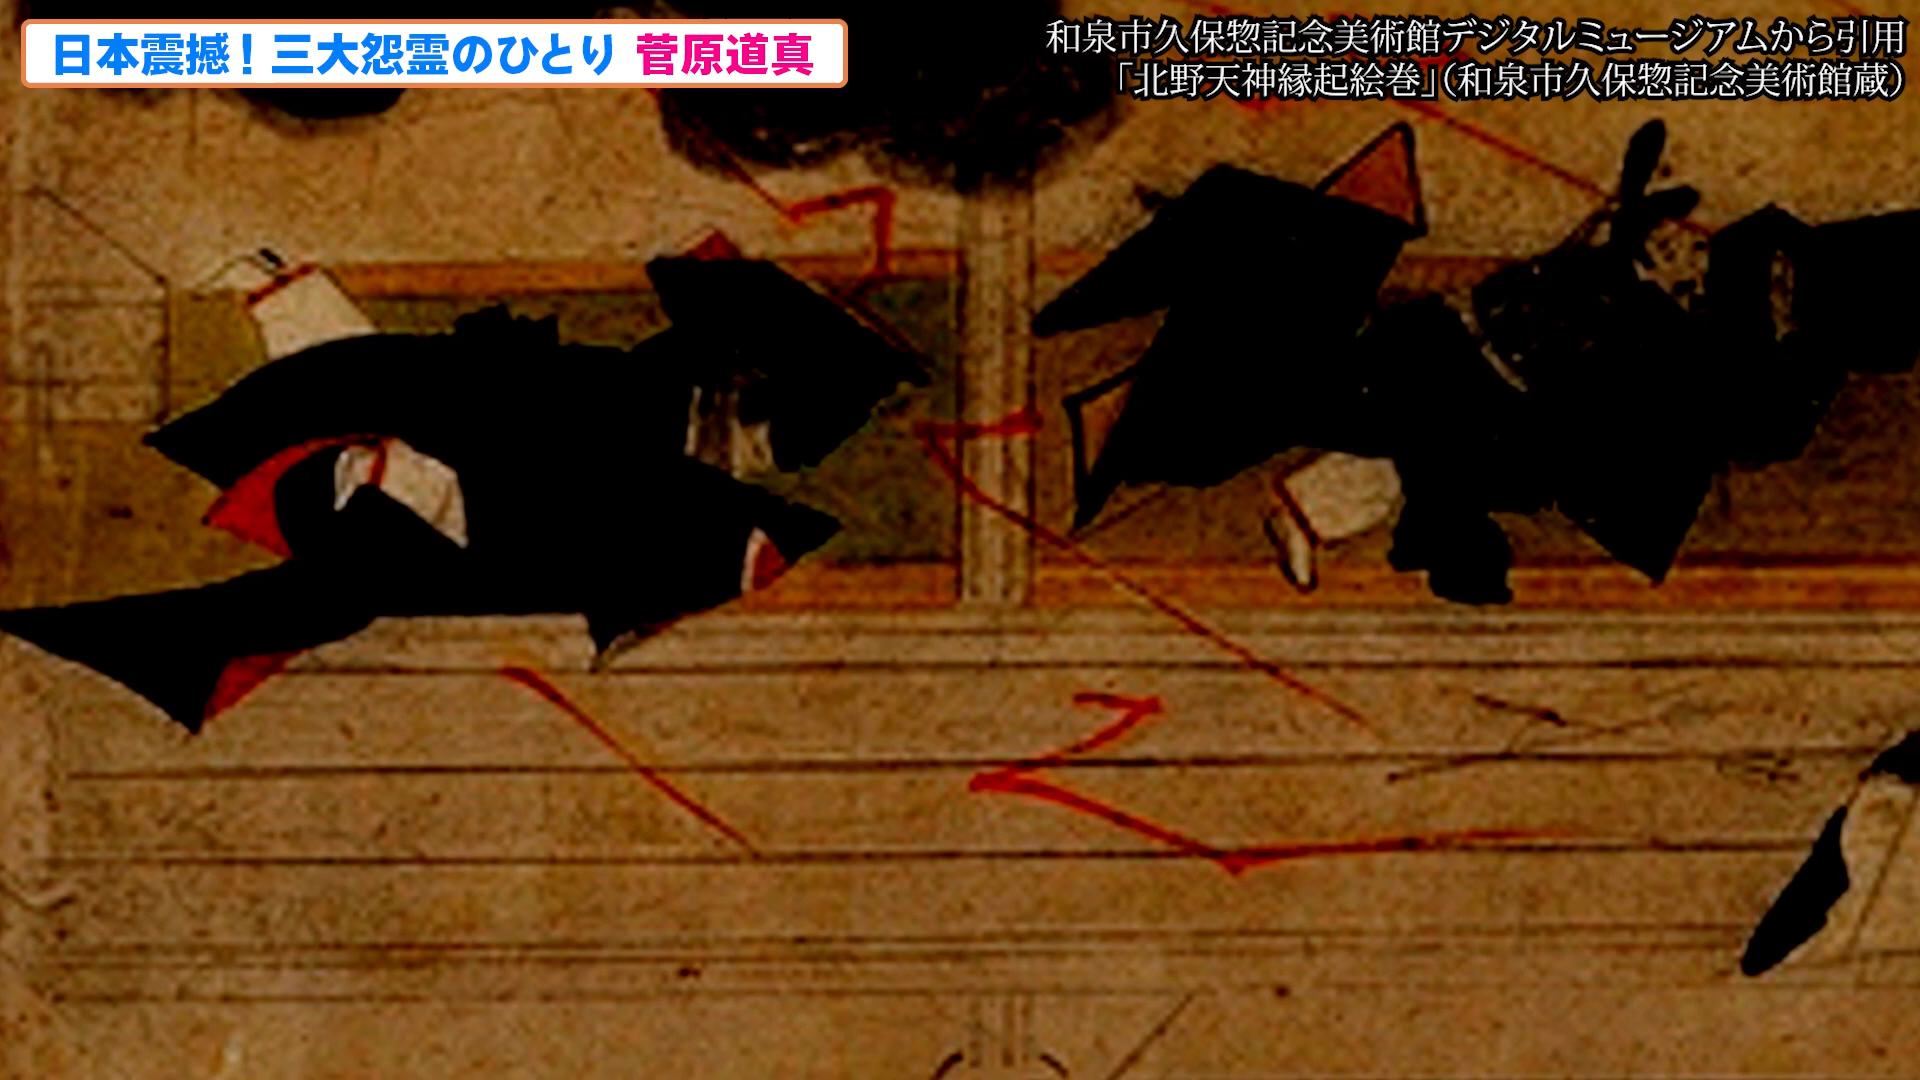 日本震撼！三大怨霊のひとり 菅原道真
和泉市久保惣記念美術館デジタルミュージアムから引用
「北野天神縁起絵巻」（和泉市久保惣記念美術館蔵）